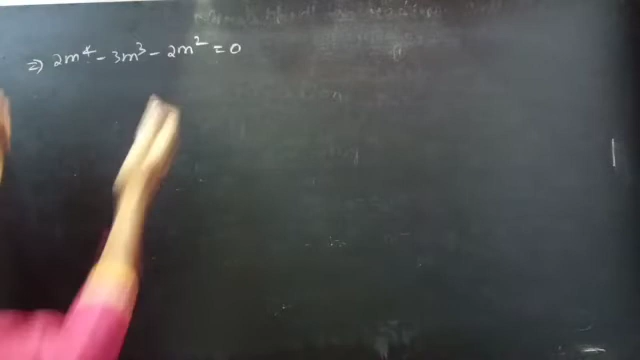 ⇒ 2m⁴ - 3m³ - 2m² = 0